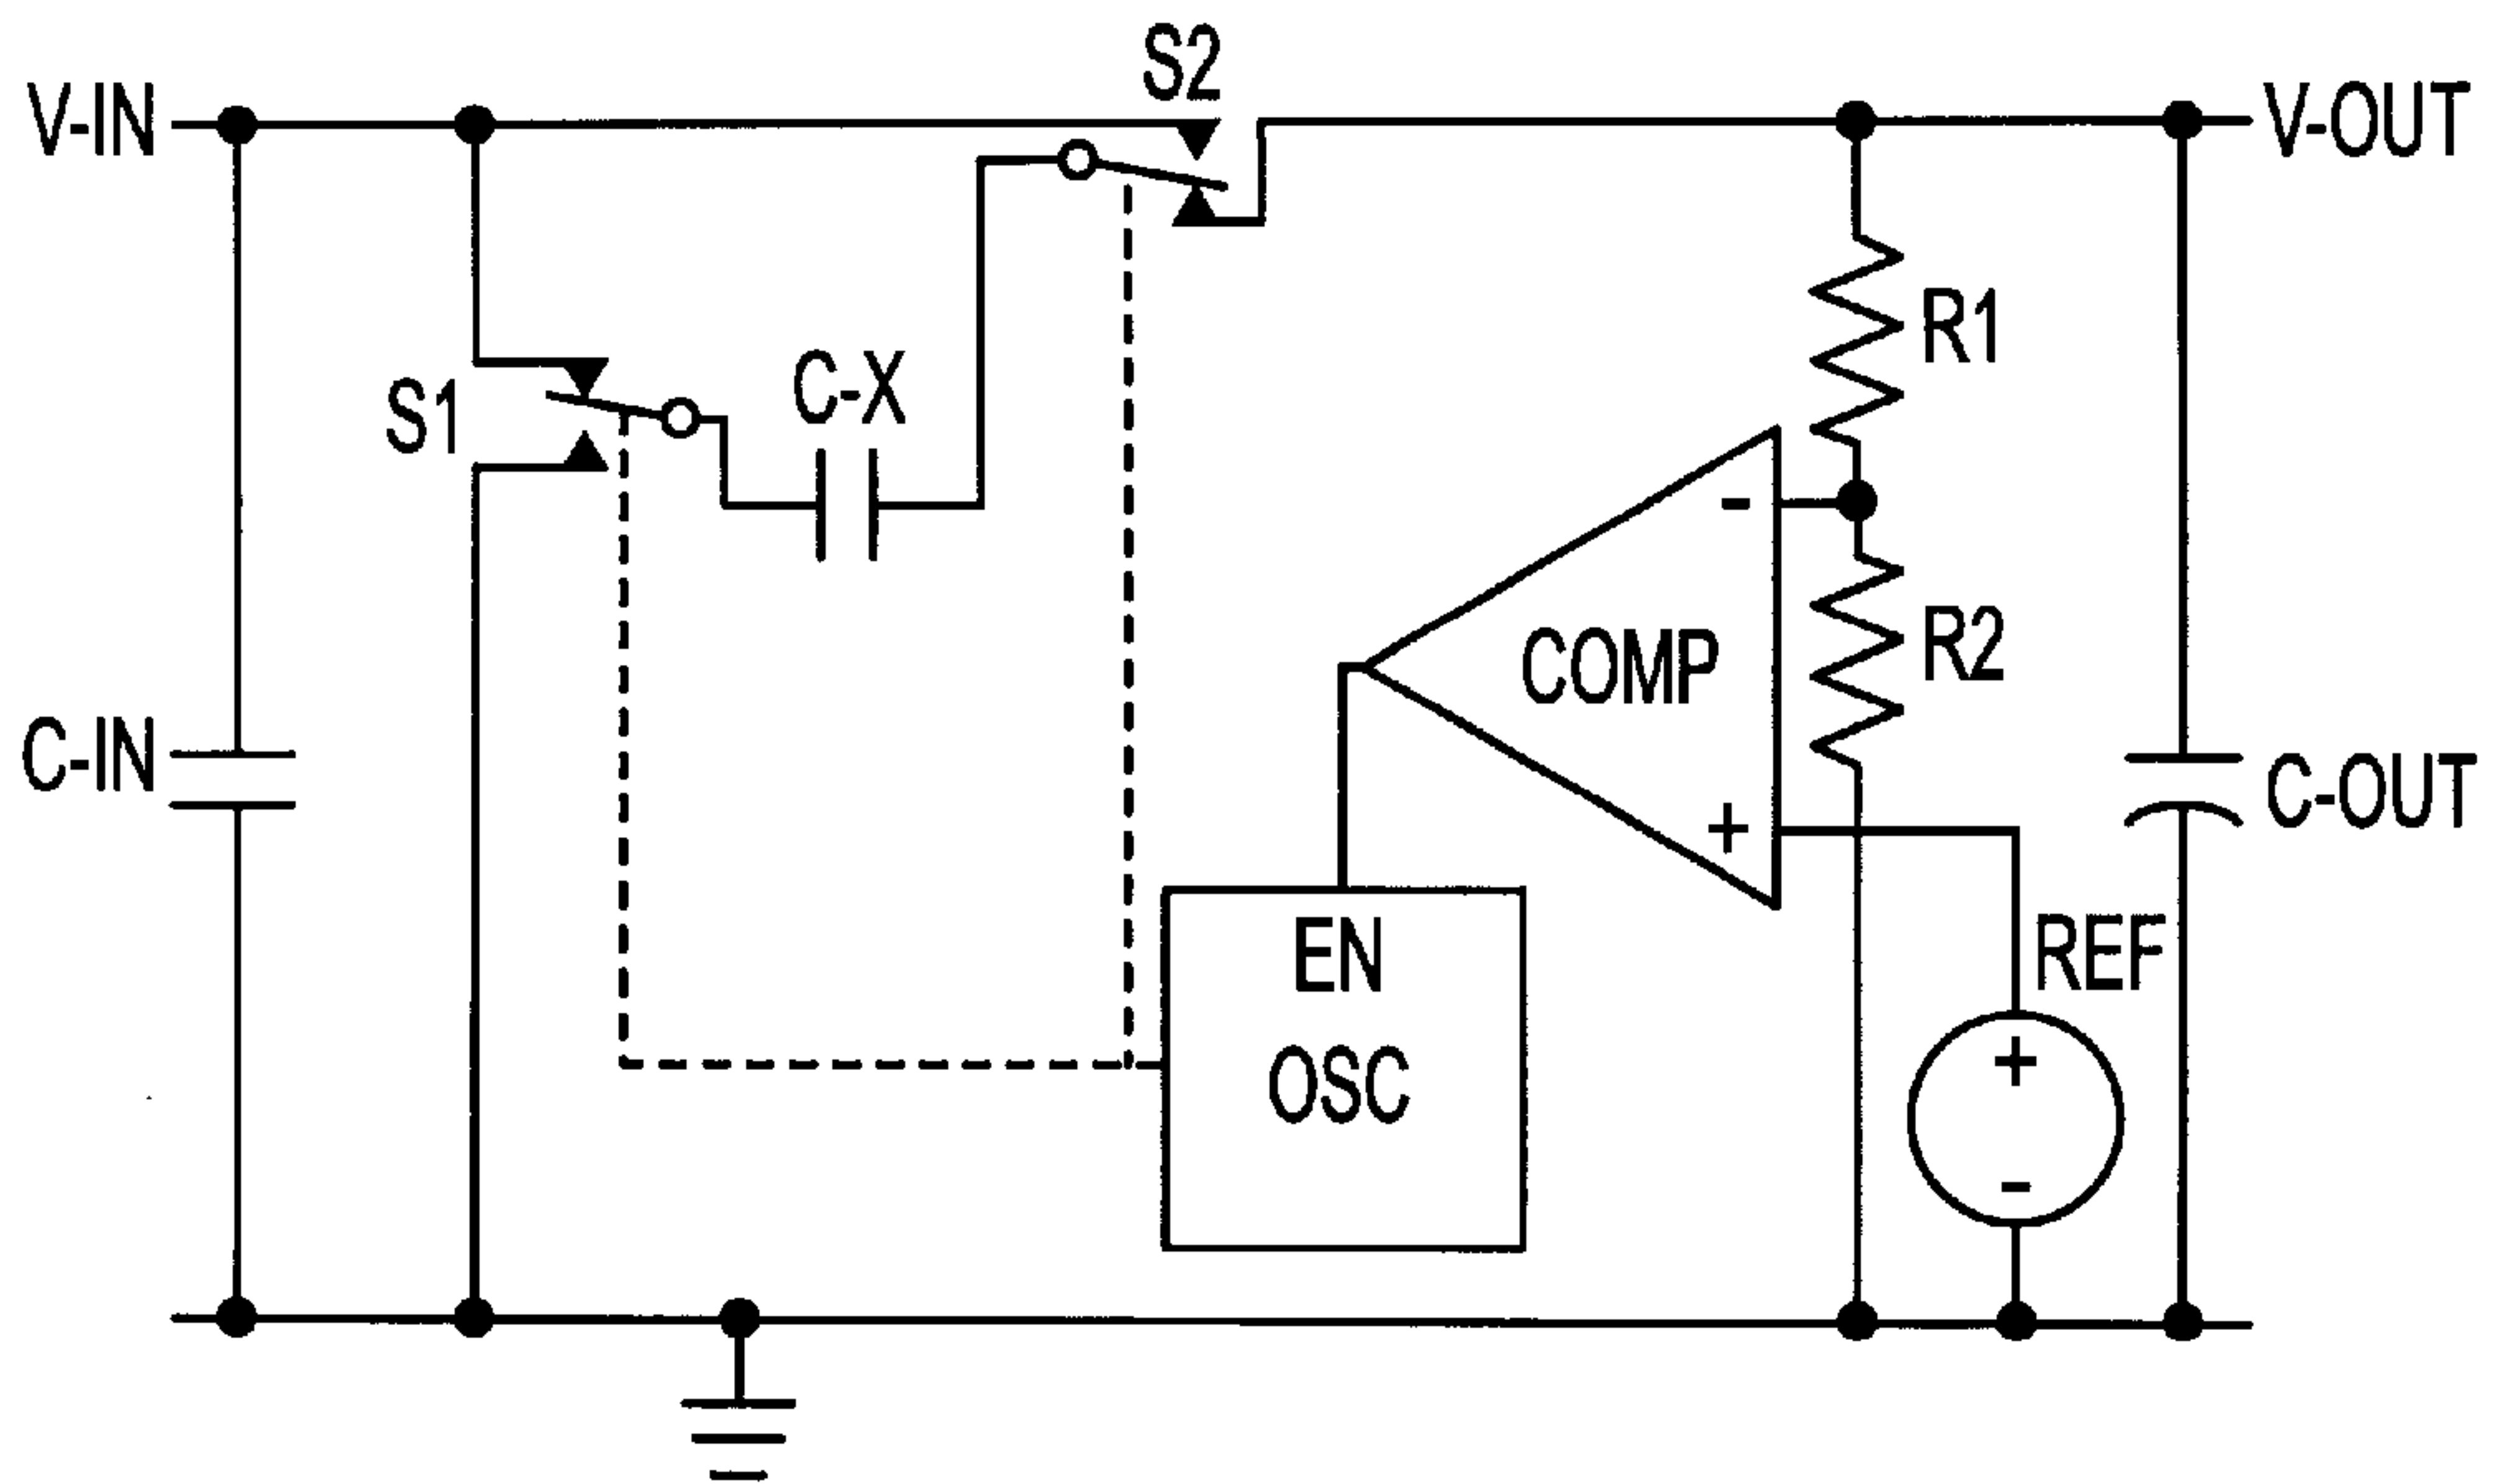 S2
V-IN
V-OUT
R1
C-X
S1
-
R2
COMP
C-IN
C-OUT
+
EN
REF
OSC
+
-